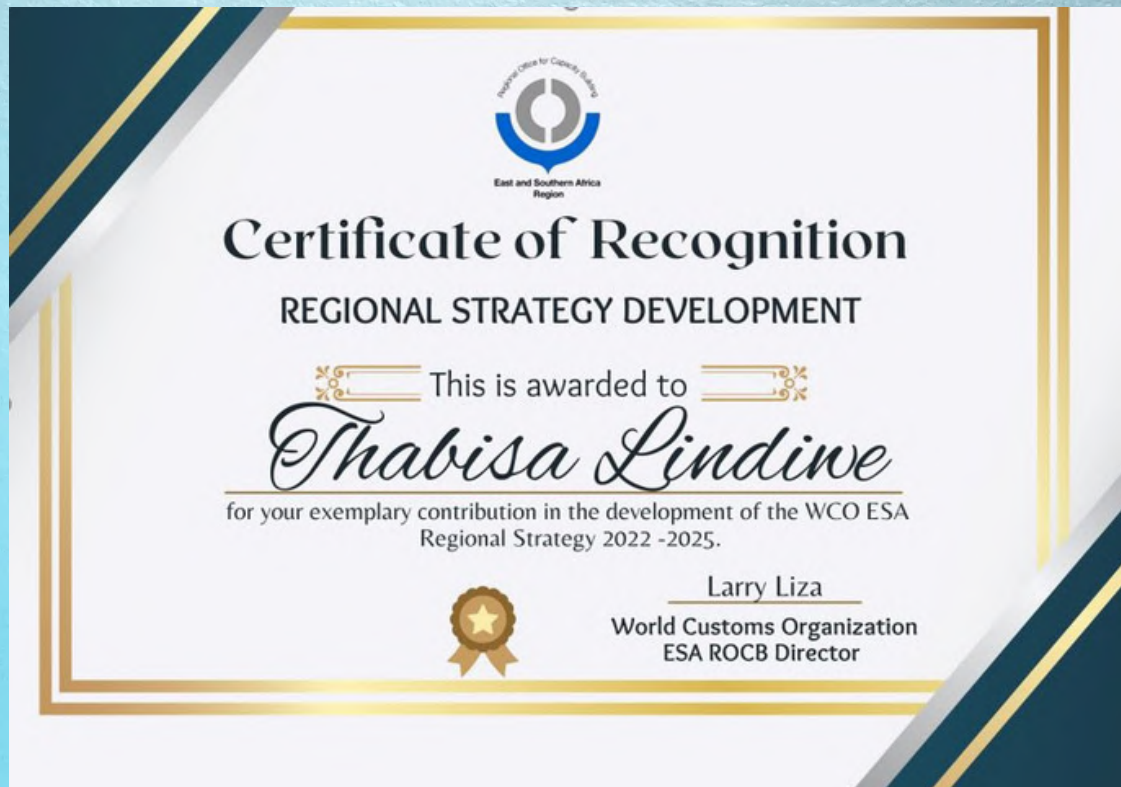 Regional Office for Capacity Building
East and Southern Africa
Region
Certificate of Recognition
REGIONAL STRATEGY DEVELOPMENT
This is awarded to
Thabisa Lindiwe
for your exemplary contribution in the development of the WCO ESA
Regional Strategy 2022 -2025.
Larry Liza
World Customs Organization
ESA ROCB Director